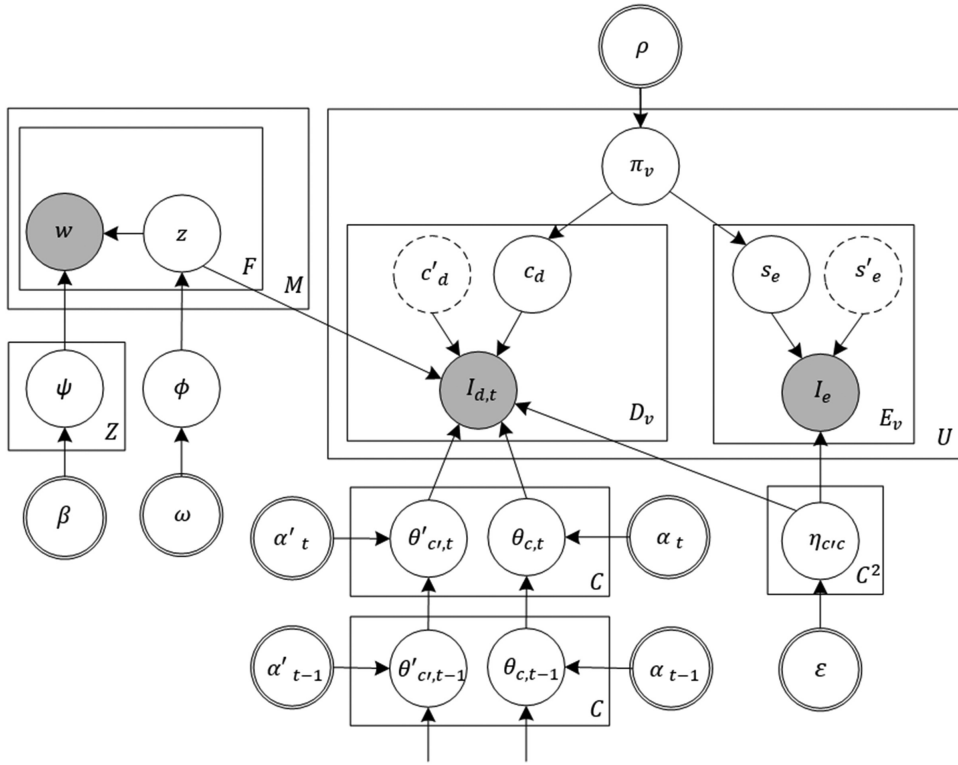 ρ
π_v
w
z
F
M
c'_d
c_d
s_e
s'_e
I_{d,t}
D_v
I_e
E_v
U
ψ
Z
ϕ
β
ω
α'_t
θ'_{c',t}
θ_{c,t}
C
α_t
η_{c'c}
C²
α'_{t−1}
θ'_{c',t−1}
θ_{c,t−1}
C
α_{t−1}
ε